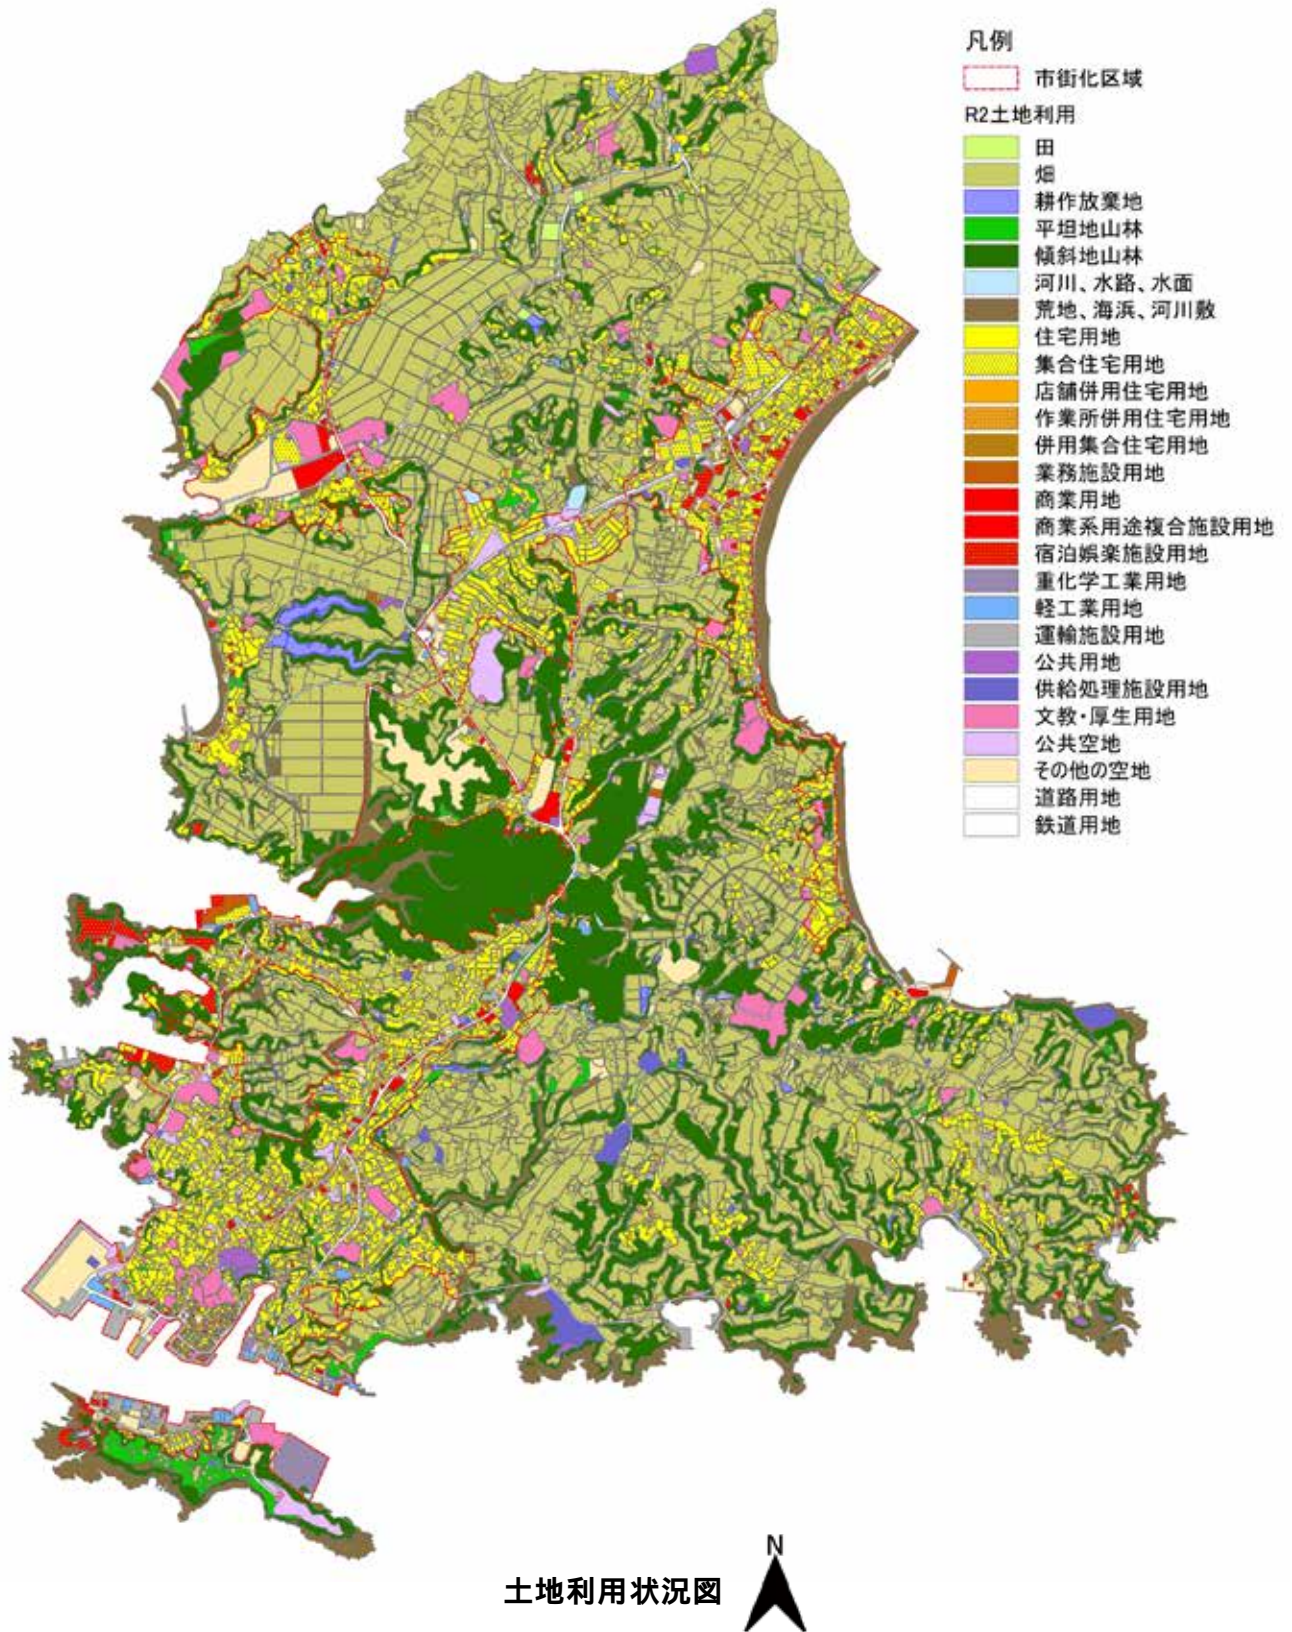 凡例
市街化区域
R2土地利用
田
畑
耕作放棄地
平坦地山林
傾斜地山林
河川、水路、水面
荒地、海浜、河川敷
住宅用地
集合住宅用地
店舗併用住宅用地
作業所併用住宅用地
併用集合住宅用地
業務施設用地
商業用地
商業系用途複合施設用地
宿泊娯楽施設用地
重化学工業用地
軽工業用地
運輸施設用地
公共用地
供給処理施設用地
文教・厚生用地
公共空地
その他の空地
道路用地
鉄道用地
N
土地利用状況図